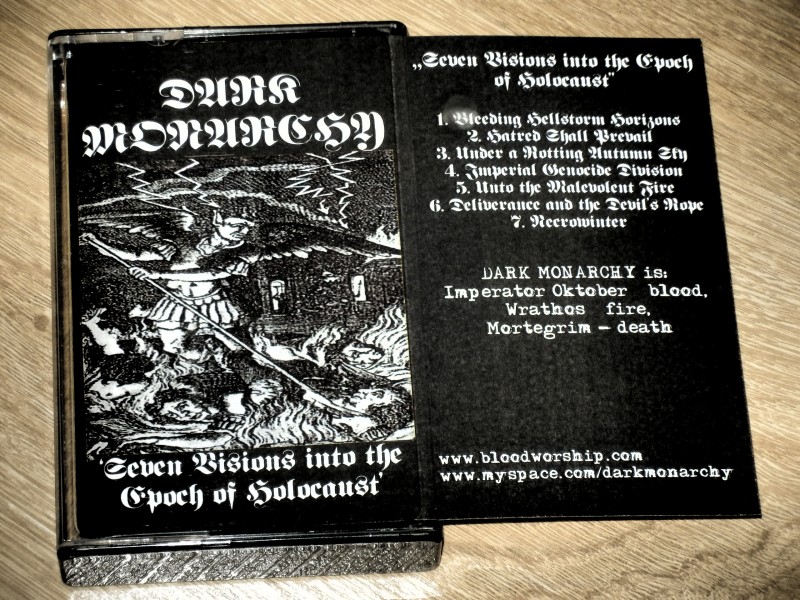 DARK
MONARCHY
'Seven Visions into the
Epoch of Holocaust'
„Seven Visions into the Epoch
of Holocaust"
1. Bleeding Hellstorm Horizons
2. Hatred Shall Prevail
3. Under a Rotting Autumn Sky
4. Imperial Genocide Division
5. Unto the Malevolent Fire
6. Deliverance and the Devil's Rope
7. Necrowinter
DARK MONARCHY is:
Imperator Oktober blood,
Wrathos fire,
Mortegrim – death
www.bloodworship.com
www.myspace.com/darkmonarchy